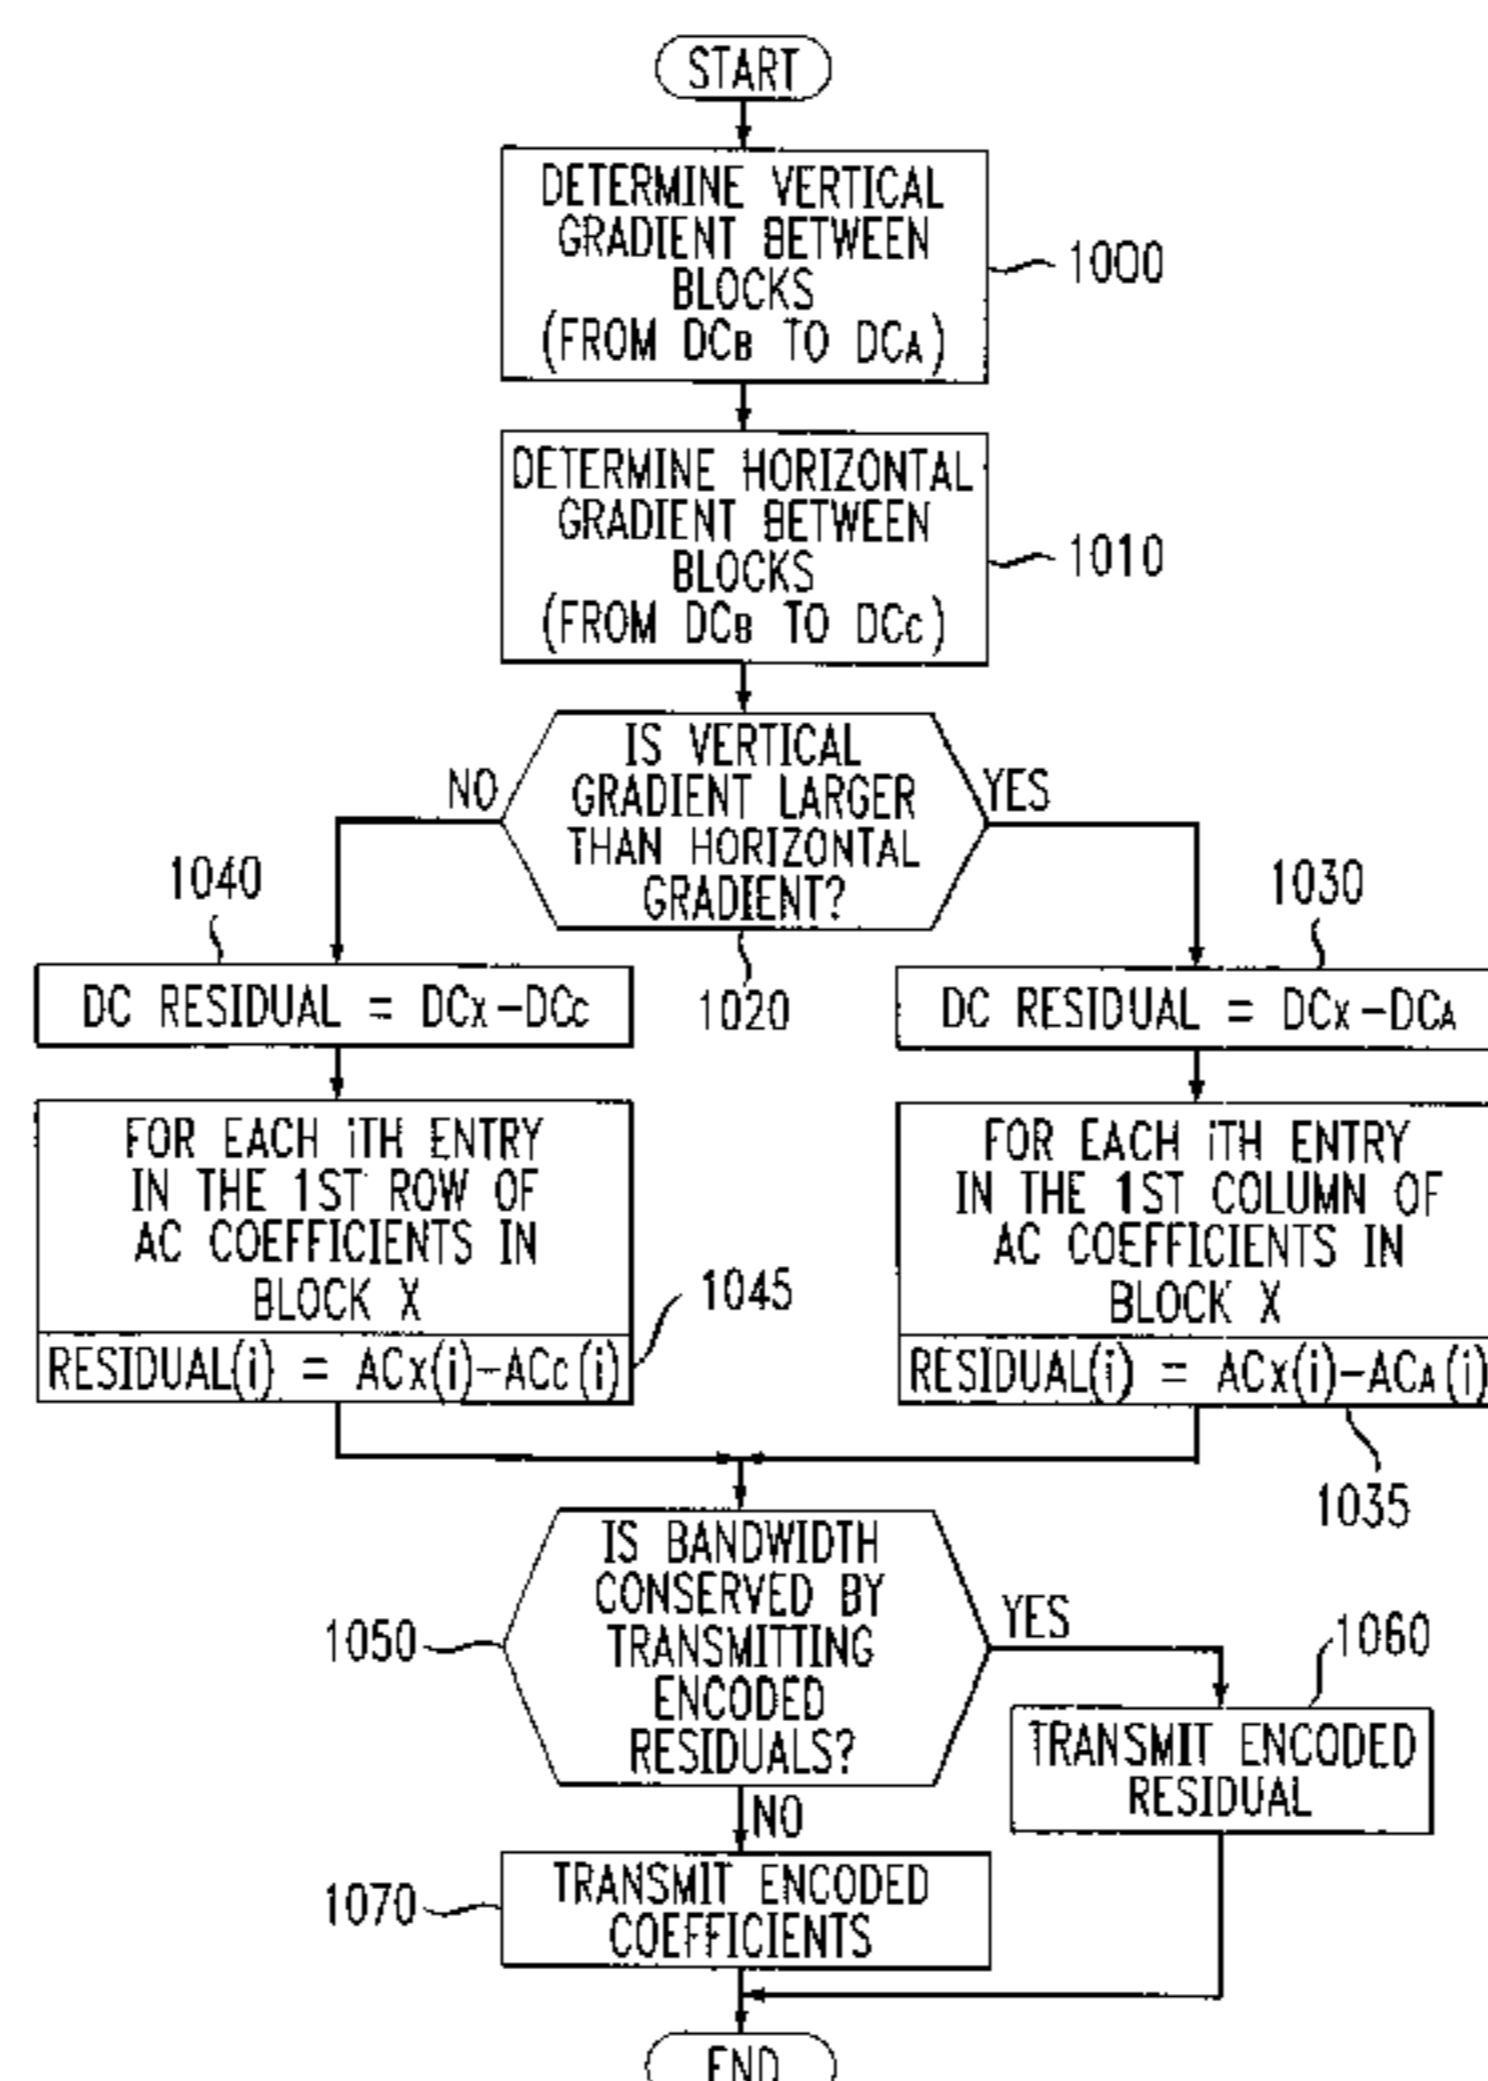 START
DETERMINE VERTICAL
GRADIENT BETWEEN
BLOCKS
(FROM DCB TO DCA)
1000
DETERMINE HORIZONTAL
GRADIENT BETWEEN
BLOCKS
(FROM DCB TO DCC)
1010
IS VERTICAL
GRADIENT LARGER
THAN HORIZONTAL
GRADIENT?
NO
YES
1020
1040
DC RESIDUAL = DCX-DCC
1030
DC RESIDUAL = DCX-DCA
FOR EACH iTH ENTRY
IN THE 1ST ROW OF
AC COEFFICIENTS IN
BLOCK X
RESIDUAL(i) = ACX(i)-ACC(i)
1045
FOR EACH iTH ENTRY
IN THE 1ST COLUMN OF
AC COEFFICIENTS IN
BLOCK X
RESIDUAL(i) = ACX(i)-ACA(i)
1035
IS BANDWIDTH
CONSERVED BY
TRANSMITTING
ENCODED
RESIDUALS?
1050
YES
1060
TRANSMIT ENCODED
RESIDUAL
NO
1070
TRANSMIT ENCODED
COEFFICIENTS
END